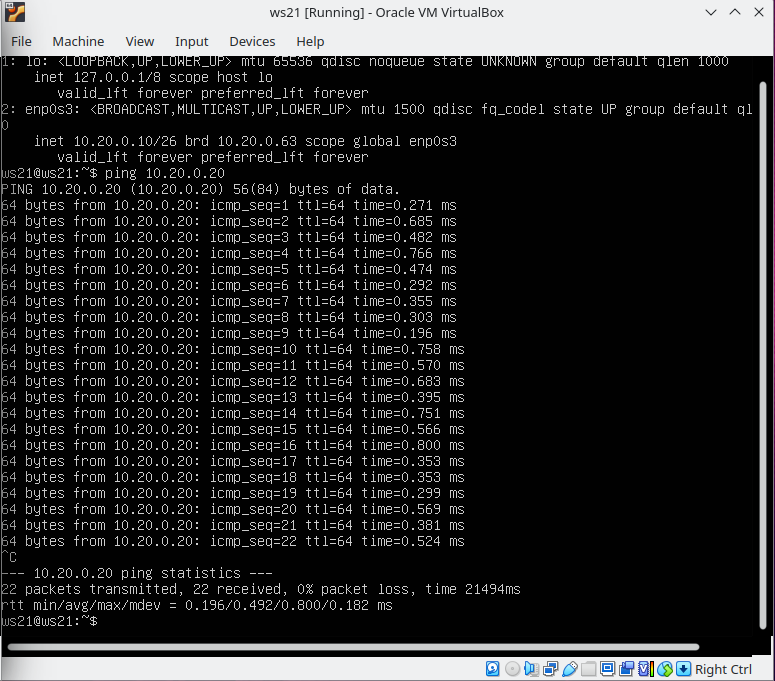 ws21 [Running] - Oracle VM VirtualBox
File Machine View Input Devices Help
1: lo: <LOOPBACK,UP,LOWER_UP> mtu 65536 qdisc noqueue state UNKNOWN group default qlen 1000
inet 127.0.0.1/8 scope host lo
valid_lft forever preferred_lft forever
2: enp0s3: <BROADCAST,MULTICAST,UP,LOWER_UP> mtu 1500 qdisc fq_codel state UP group default ql
0
inet 10.20.0.10/26 brd 10.20.0.63 scope global enp0s3
valid_lft forever preferred_lft forever
ws21@ws21:~$ ping 10.20.0.20
PING 10.20.0.20 (10.20.0.20) 56(84) bytes of data.
64 bytes from 10.20.0.20: icmp_seq=1 ttl=64 time=0.271 ms
64 bytes from 10.20.0.20: icmp_seq=2 ttl=64 time=0.685 ms
64 bytes from 10.20.0.20: icmp_seq=3 ttl=64 time=0.482 ms
64 bytes from 10.20.0.20: icmp_seq=4 ttl=64 time=0.766 ms
64 bytes from 10.20.0.20: icmp_seq=5 ttl=64 time=0.474 ms
64 bytes from 10.20.0.20: icmp_seq=6 ttl=64 time=0.292 ms
64 bytes from 10.20.0.20: icmp_seq=7 ttl=64 time=0.355 ms
64 bytes from 10.20.0.20: icmp_seq=8 ttl=64 time=0.303 ms
64 bytes from 10.20.0.20: icmp_seq=9 ttl=64 time=0.196 ms
64 bytes from 10.20.0.20: icmp_seq=10 ttl=64 time=0.758 ms
64 bytes from 10.20.0.20: icmp_seq=11 ttl=64 time=0.570 ms
64 bytes from 10.20.0.20: icmp_seq=12 ttl=64 time=0.683 ms
64 bytes from 10.20.0.20: icmp_seq=13 ttl=64 time=0.395 ms
64 bytes from 10.20.0.20: icmp_seq=14 ttl=64 time=0.751 ms
64 bytes from 10.20.0.20: icmp_seq=15 ttl=64 time=0.566 ms
64 bytes from 10.20.0.20: icmp_seq=16 ttl=64 time=0.800 ms
64 bytes from 10.20.0.20: icmp_seq=17 ttl=64 time=0.353 ms
64 bytes from 10.20.0.20: icmp_seq=18 ttl=64 time=0.353 ms
64 bytes from 10.20.0.20: icmp_seq=19 ttl=64 time=0.299 ms
64 bytes from 10.20.0.20: icmp_seq=20 ttl=64 time=0.569 ms
64 bytes from 10.20.0.20: icmp_seq=21 ttl=64 time=0.381 ms
64 bytes from 10.20.0.20: icmp_seq=22 ttl=64 time=0.524 ms
^C
--- 10.20.0.20 ping statistics ---
22 packets transmitted, 22 received, 0% packet loss, time 21494ms
rtt min/avg/max/mdev = 0.196/0.492/0.800/0.182 ms
ws21@ws21:~$
Right Ctrl